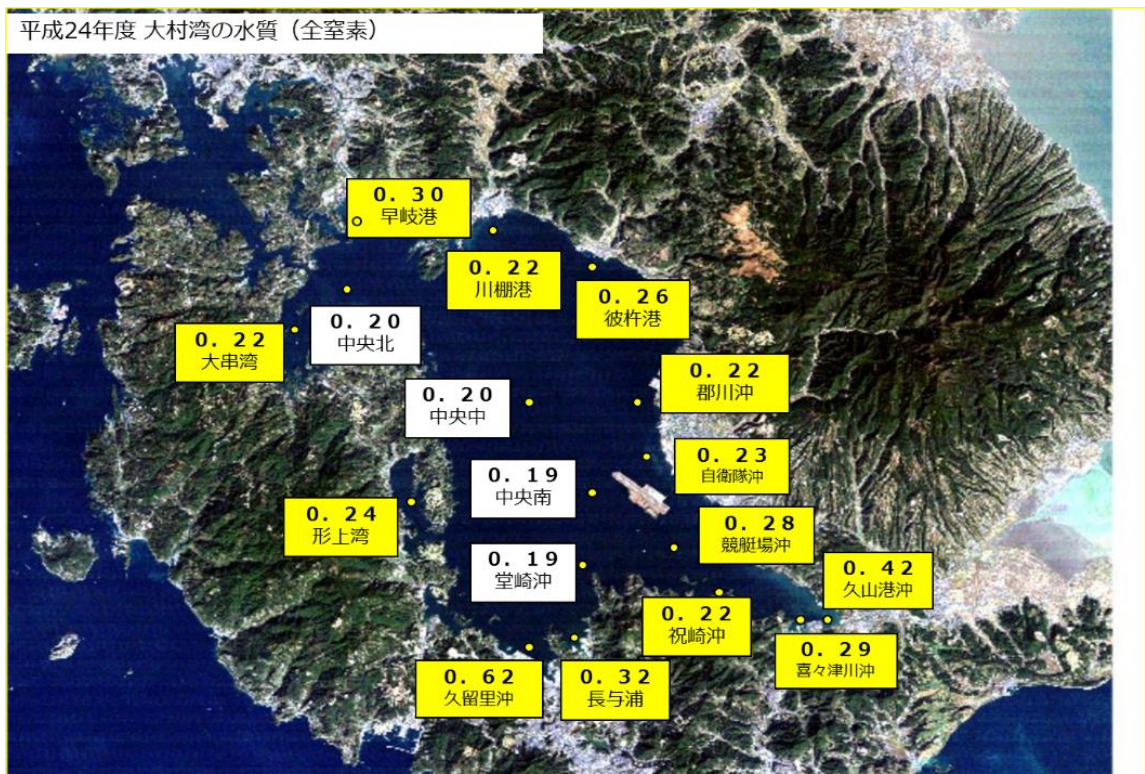 平成24年度 大村湾の水質（全窒素）
0．30
早岐港
0．22
川棚港
0．26
彼杵港
0．20
中央北
0．22
大串湾
0．22
郡川沖
0．20
中央中
0．23
自衛隊沖
0．19
中央南
0．24
形上湾
0．28
競艇場沖
0．19
堂崎沖
0．42
久山港沖
0．22
祝崎沖
0．29
喜々津川沖
0．62
久留里沖
0．32
長与浦